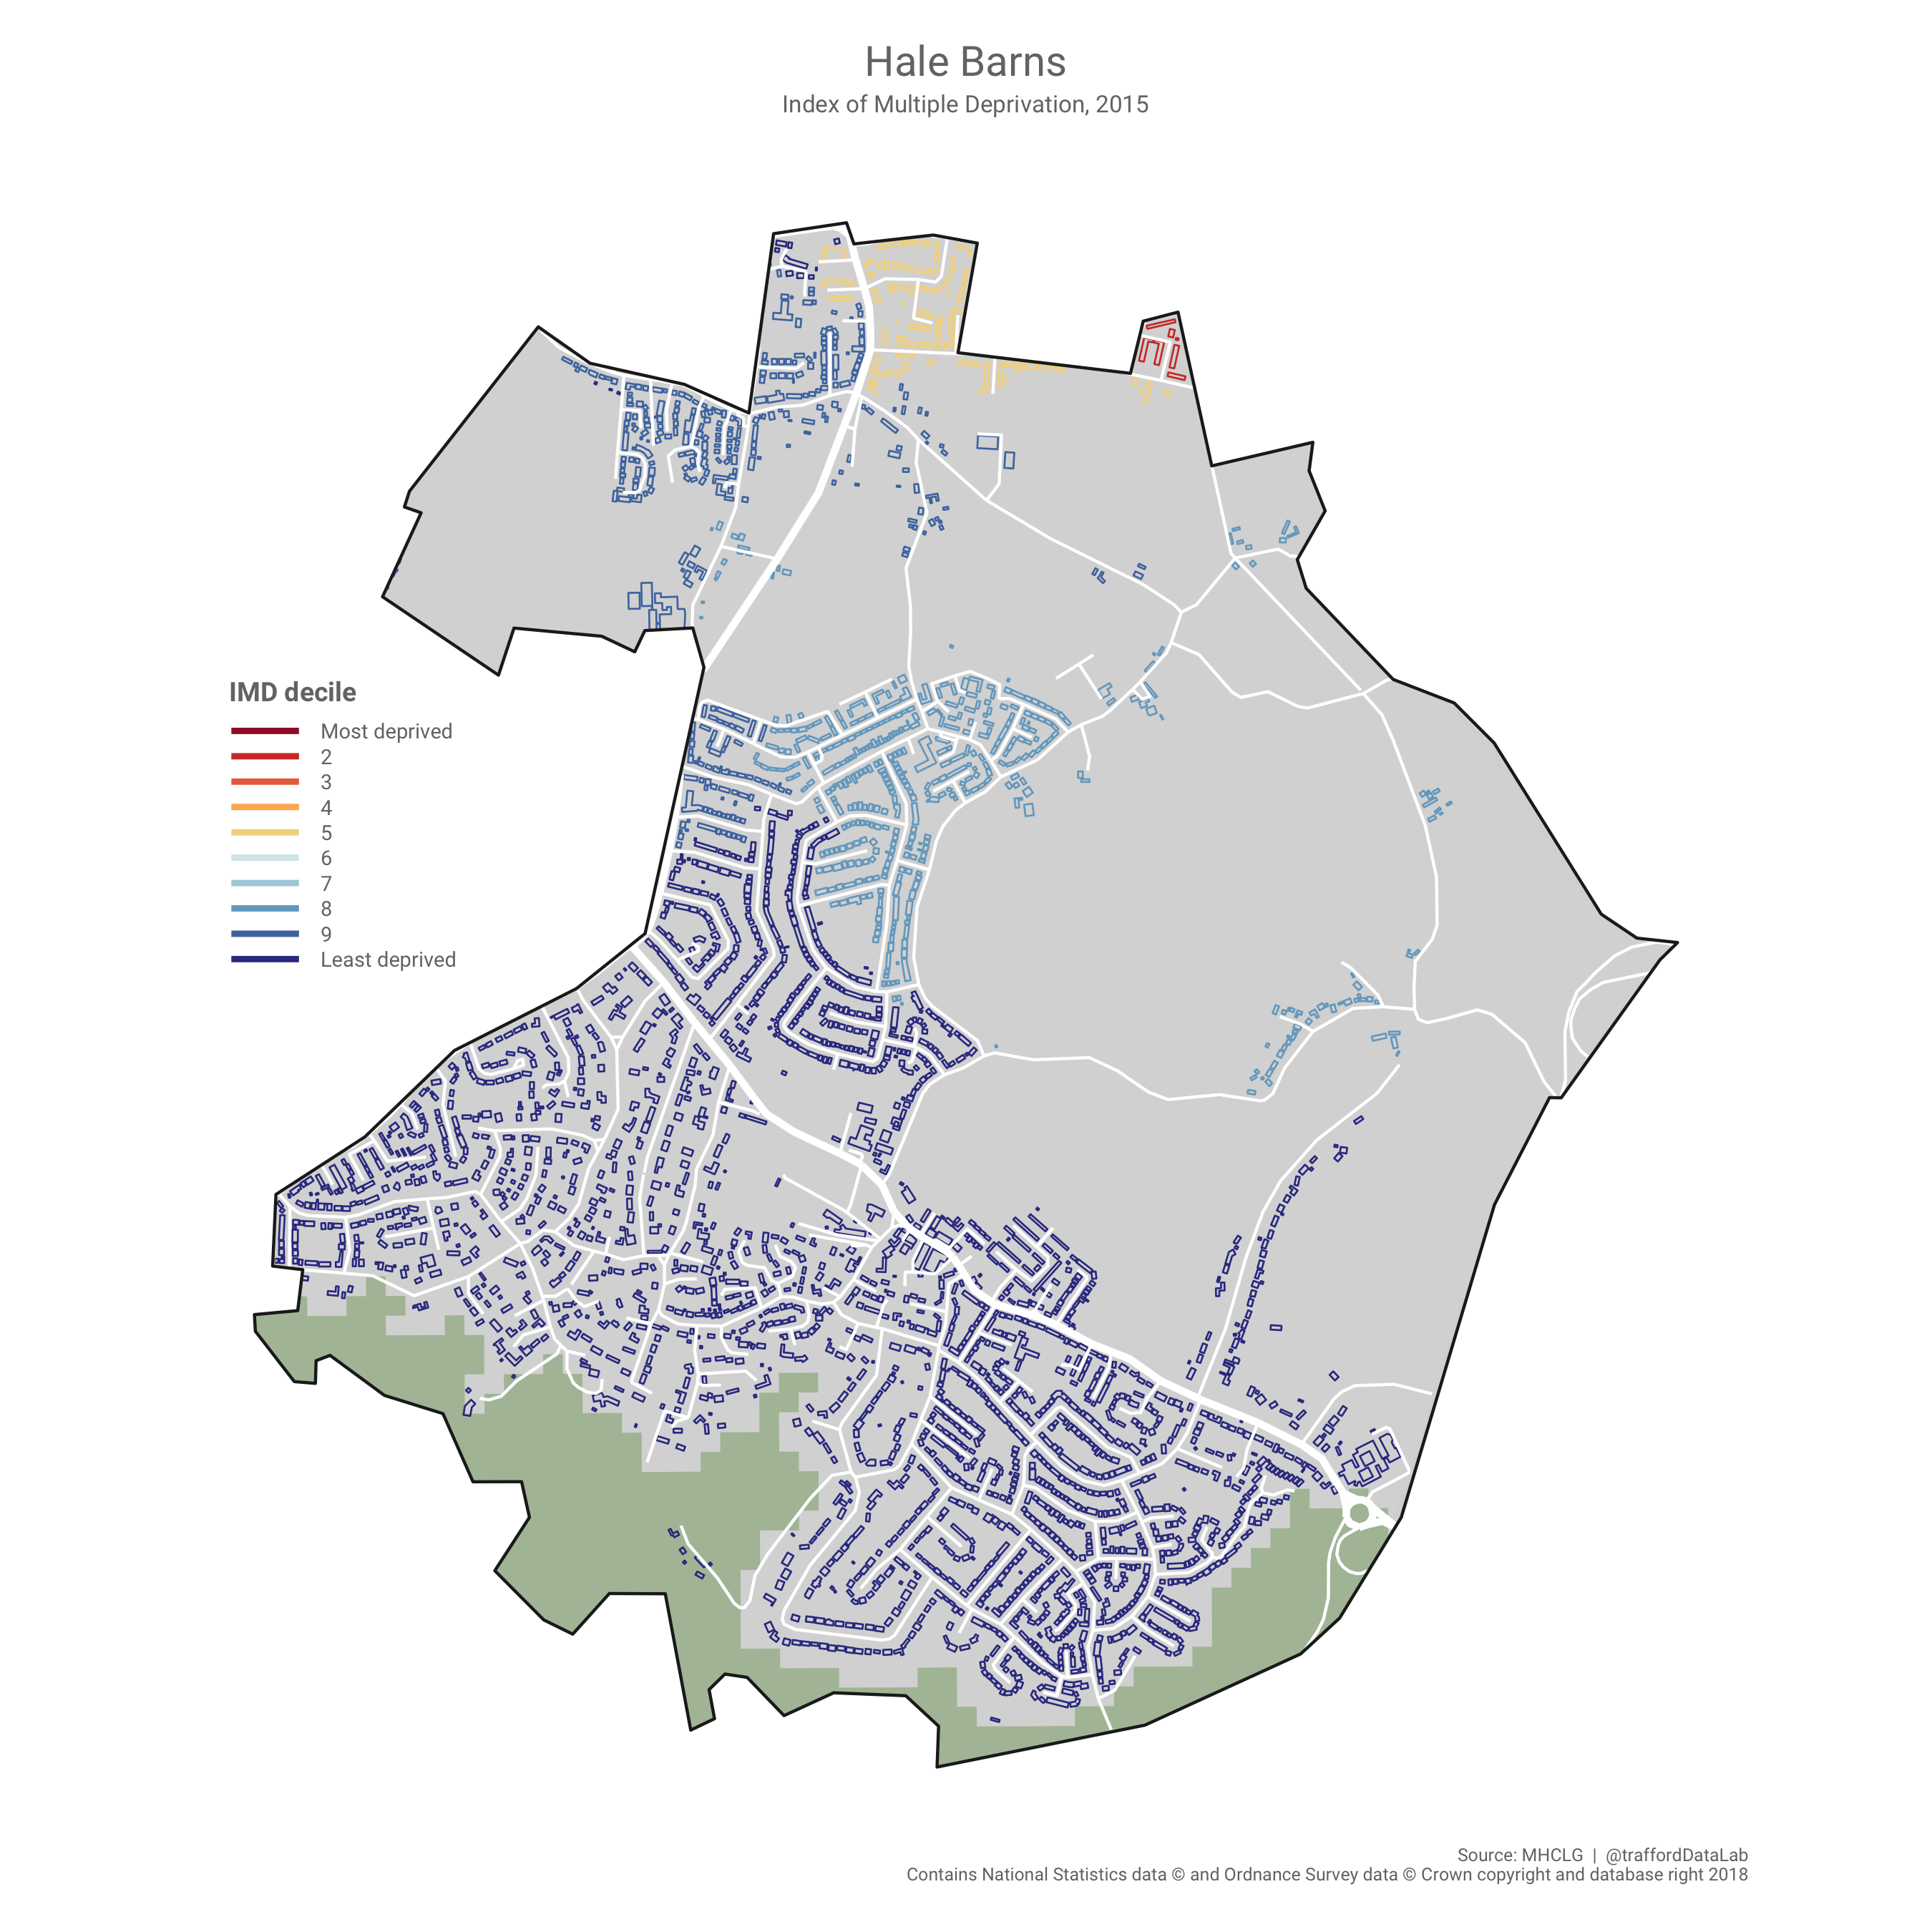 Hale Barns
Index of Multiple Deprivation, 2015
IMD decile
Most deprived
2
3
4
5
6
7
8
9
Least deprived
Source: MHCLG | @traffordDataLab
Contains National Statistics data © and Ordnance Survey data © Crown copyright and database right 2018